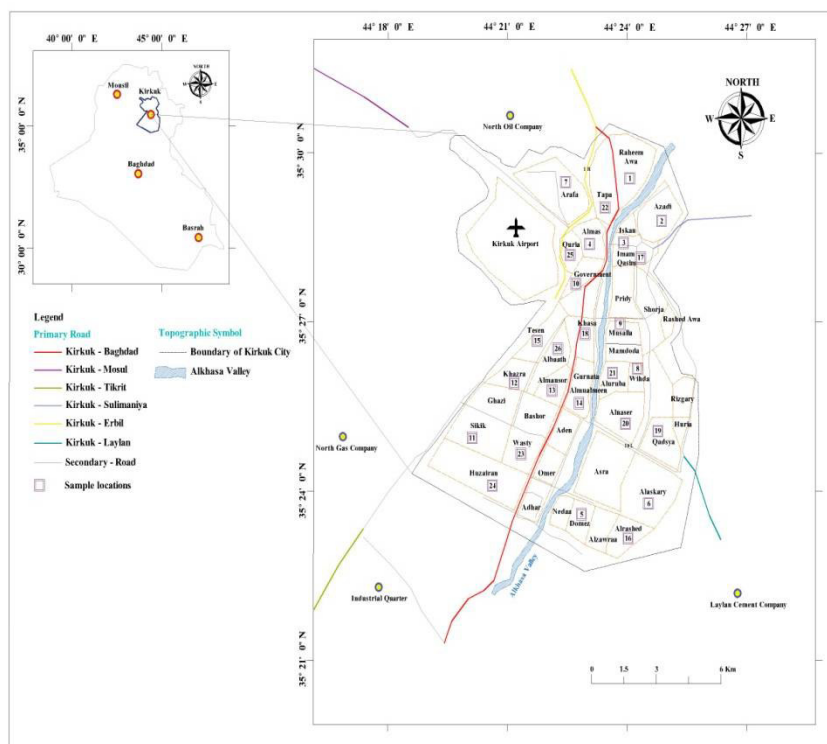 40° 00' 0" E
45° 00' 0" E
NORTH
Mousil
Kirkuk
35° 00' 0" N
Baghdad
Basrah
30° 00' 0" N
Legend
Primary Road
Topographic Symbol
Kirkuk - Baghdad
Boundary of Kirkuk City
Kirkuk - Mosul
Alkhasa Valley
Kirkuk - Tikrit
Kirkuk - Sulimaniya
Kirkuk - Erbil
Kirkuk - Laylan
Secondary - Road
Sample locations
44° 18' 0" E
44° 21' 0" E
44° 24' 0" E
44° 27' 0" E
35° 30' 0" N
35° 27' 0" N
35° 24' 0" N
35° 21' 0" N
NORTH
W E
S
North Oil Company
Raheem
Awa
1
7
Arafa
Tapa
22
Azadi
2
Kirkuk Airport
Almas
4
Iskan
3
Qurla
25
Imam
Qasim
17
Government
10
Pridy
Shorja
Rashed Awa
Khasa
18
9
Musalla
Tesen
15
26
Albaath
Mamdoda
8
Wihda
21
Aluruba
Khazra
12
Almansor
13
Gurnata
Almualmeen
14
Ghazi
Rizgary
Bashor
Alnaser
20
Huria
19
Qadsya
Aden
Sikik
11
North Gas Company
Wasty
23
Asra
Huzairan
24
Omer
Alaskary
6
Adhar
Nedaa
5
Domez
Alrashed
16
Alzawraa
Alkhasa Valley
Industrial Quarter
Laylan Cement Company
0 1.5 3 6 Km